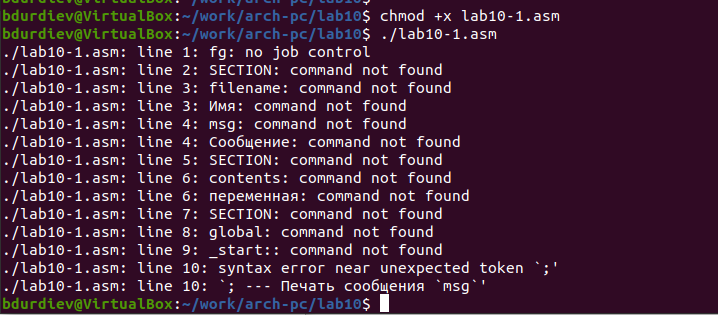 bdurdiev@VirtualBox:~/work/arch-pc/lab10$ chmod +x lab10-1.asm
bdurdiev@VirtualBox:~/work/arch-pc/lab10$ ./lab10-1.asm
./lab10-1.asm: line 1: fg: no job control
./lab10-1.asm: line 2: SECTION: command not found
./lab10-1.asm: line 3: filename: command not found
./lab10-1.asm: line 3: Имя: command not found
./lab10-1.asm: line 4: msg: command not found
./lab10-1.asm: line 4: Сообщение: command not found
./lab10-1.asm: line 5: SECTION: command not found
./lab10-1.asm: line 6: contents: command not found
./lab10-1.asm: line 6: переменная: command not found
./lab10-1.asm: line 7: SECTION: command not found
./lab10-1.asm: line 8: global: command not found
./lab10-1.asm: line 9: _start:: command not found
./lab10-1.asm: line 10: syntax error near unexpected token `;'
./lab10-1.asm: line 10: `; --- Печать сообщения `msg`'
bdurdiev@VirtualBox:~/work/arch-pc/lab10$